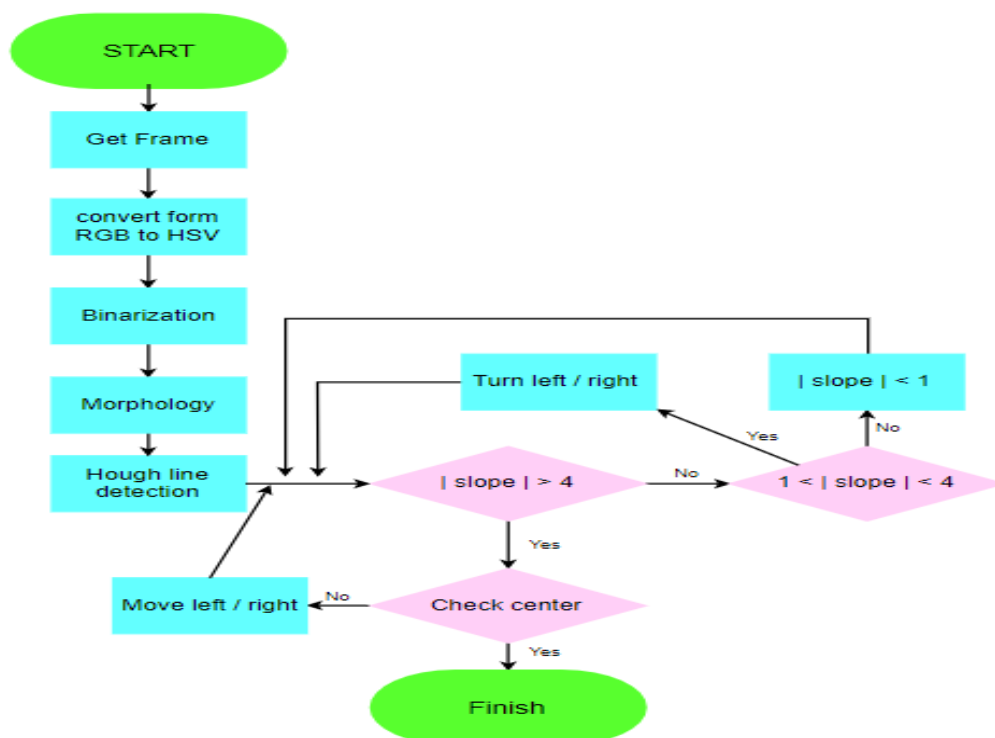 START
Get Frame
convert form
RGB to HSV
Binarization
Morphology
Hough line
detection
Turn left / right
| slope | < 1
Yes
No
| slope | > 4
No
1 < | slope | < 4
Yes
Move left / right
No
Check center
Yes
Finish